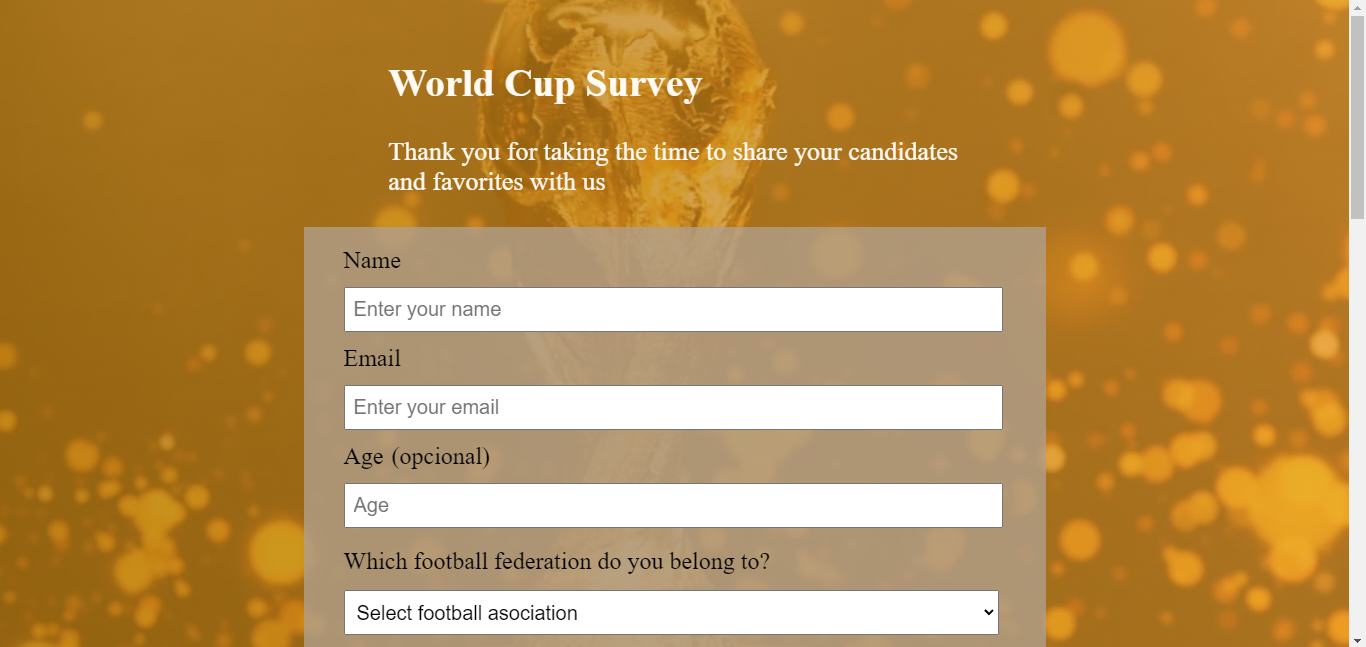 World Cup Survey
Thank you for taking the time to share your candidates
and favorites with us
Name
Enter your name
Email
Enter your email
Age (opcional)
Age
Which football federation do you belong to?
Select football asociation